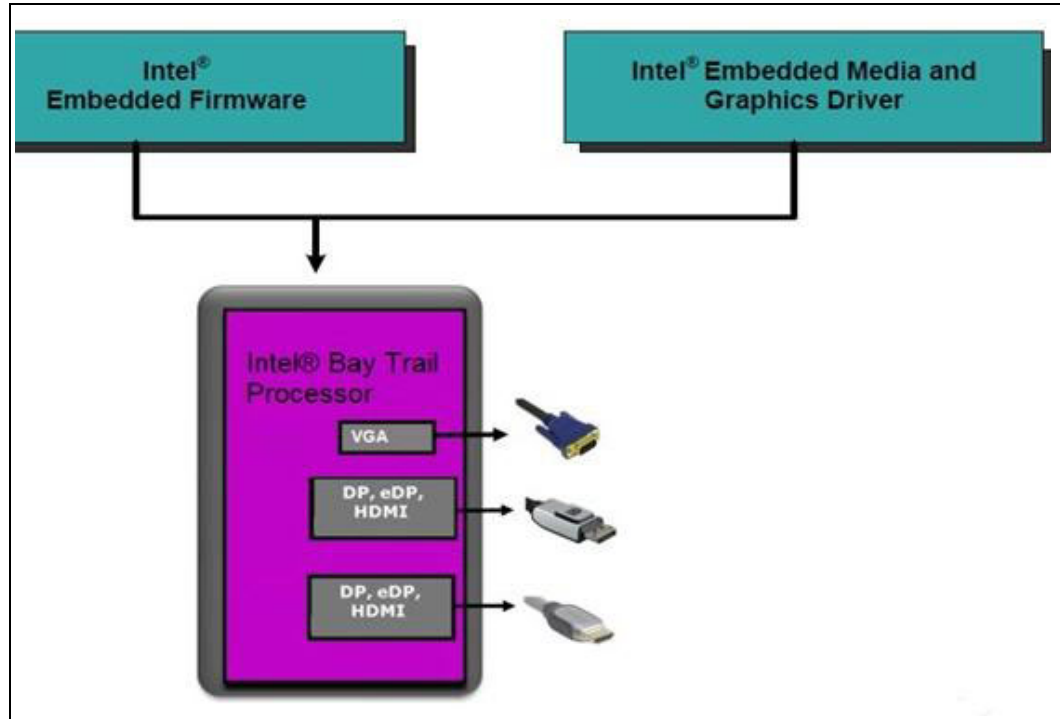 Intel®
Embedded Firmware
Intel® Embedded Media and
Graphics Driver
Intel® Bay Trail
Processor
VGA
DP, eDP,
HDMI
DP, eDP,
HDMI